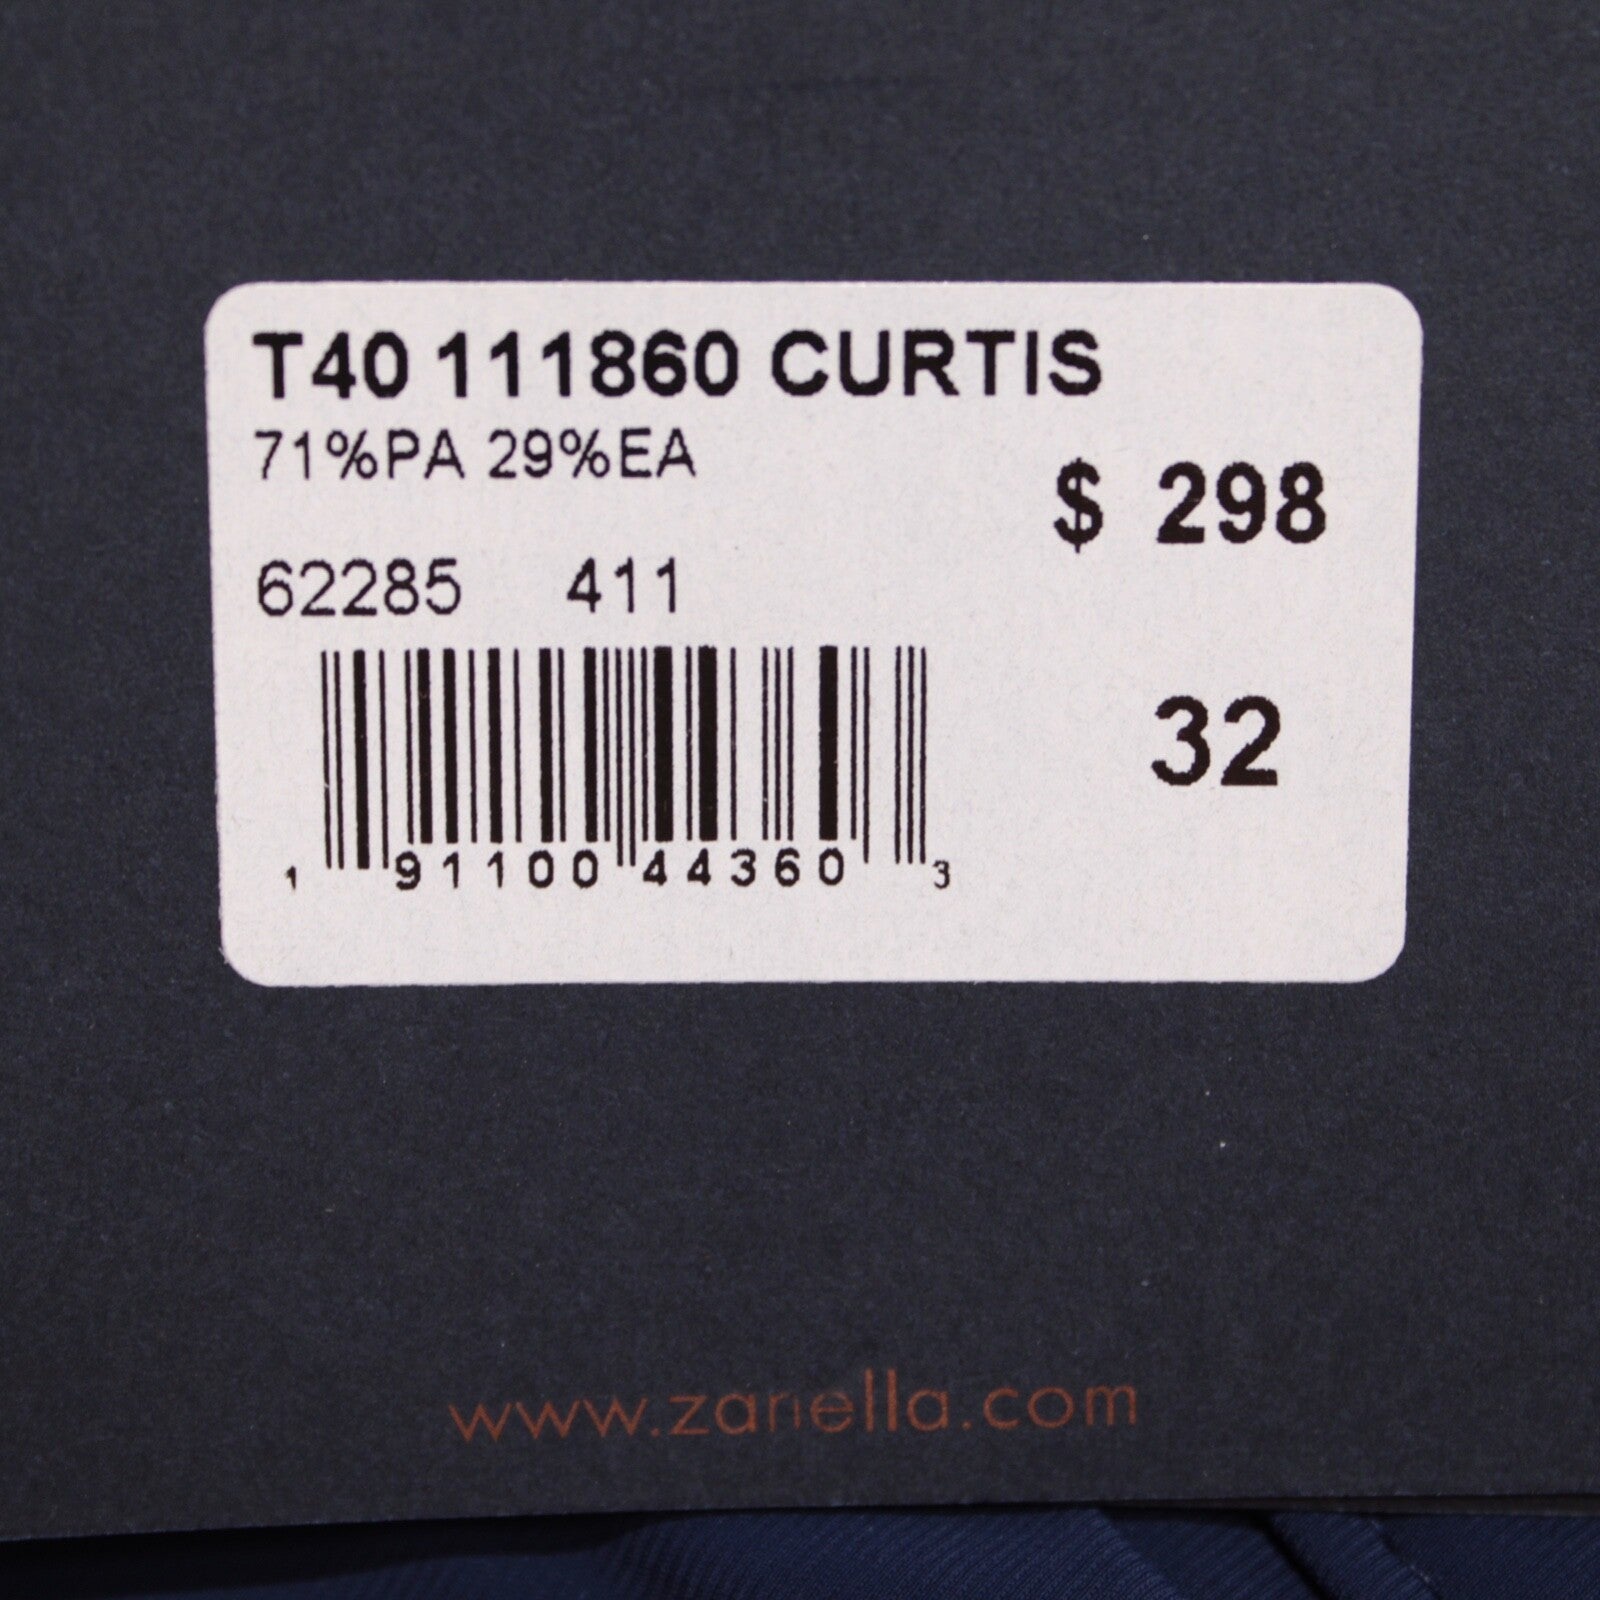 T40 111860 CURTIS
71%PA 29%EA
$ 298
62285 411
32
1 91100 44360 3
www.zanella.com